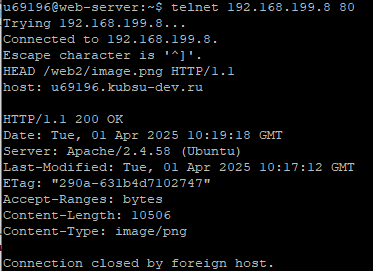 u69196@web-server:~$ telnet 192.168.199.8 80
Trying 192.168.199.8...
Connected to 192.168.199.8.
Escape character is '^]'.
HEAD /web2/image.png HTTP/1.1
host: u69196.kubsu-dev.ru

HTTP/1.1 200 OK
Date: Tue, 01 Apr 2025 10:19:18 GMT
Server: Apache/2.4.58 (Ubuntu)
Last-Modified: Tue, 01 Apr 2025 10:17:12 GMT
ETag: "290a-631b4d7102747"
Accept-Ranges: bytes
Content-Length: 10506
Content-Type: image/png

Connection closed by foreign host.